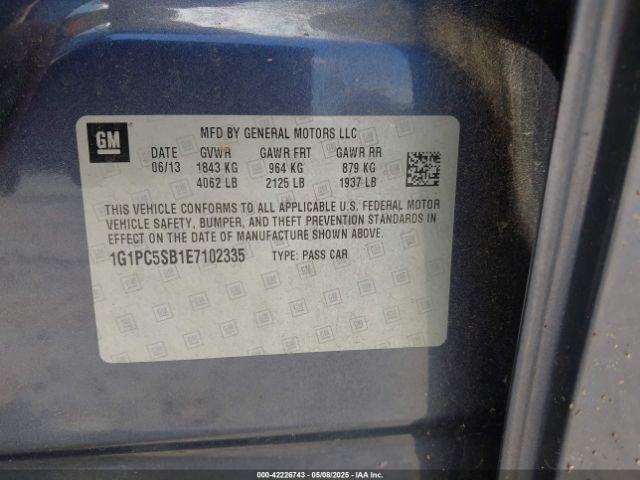 GM
MFD BY GENERAL MOTORS LLC
DATE GVWR GAWR FRT GAWR RR
06/13 1843 KG 964 KG 879 KG
4062 LB 2125 LB 1937 LB
THIS VEHICLE CONFORMS TO ALL APPLICABLE U.S. FEDERAL MOTOR
VEHICLE SAFETY, BUMPER, AND THEFT PREVENTION STANDARDS IN
EFFECT ON THE DATE OF MANUFACTURE SHOWN ABOVE.
1G1PC5SB1E7102335 TYPE: PASS CAR
000-42226743 - 05/08/2025 - IAA Inc.